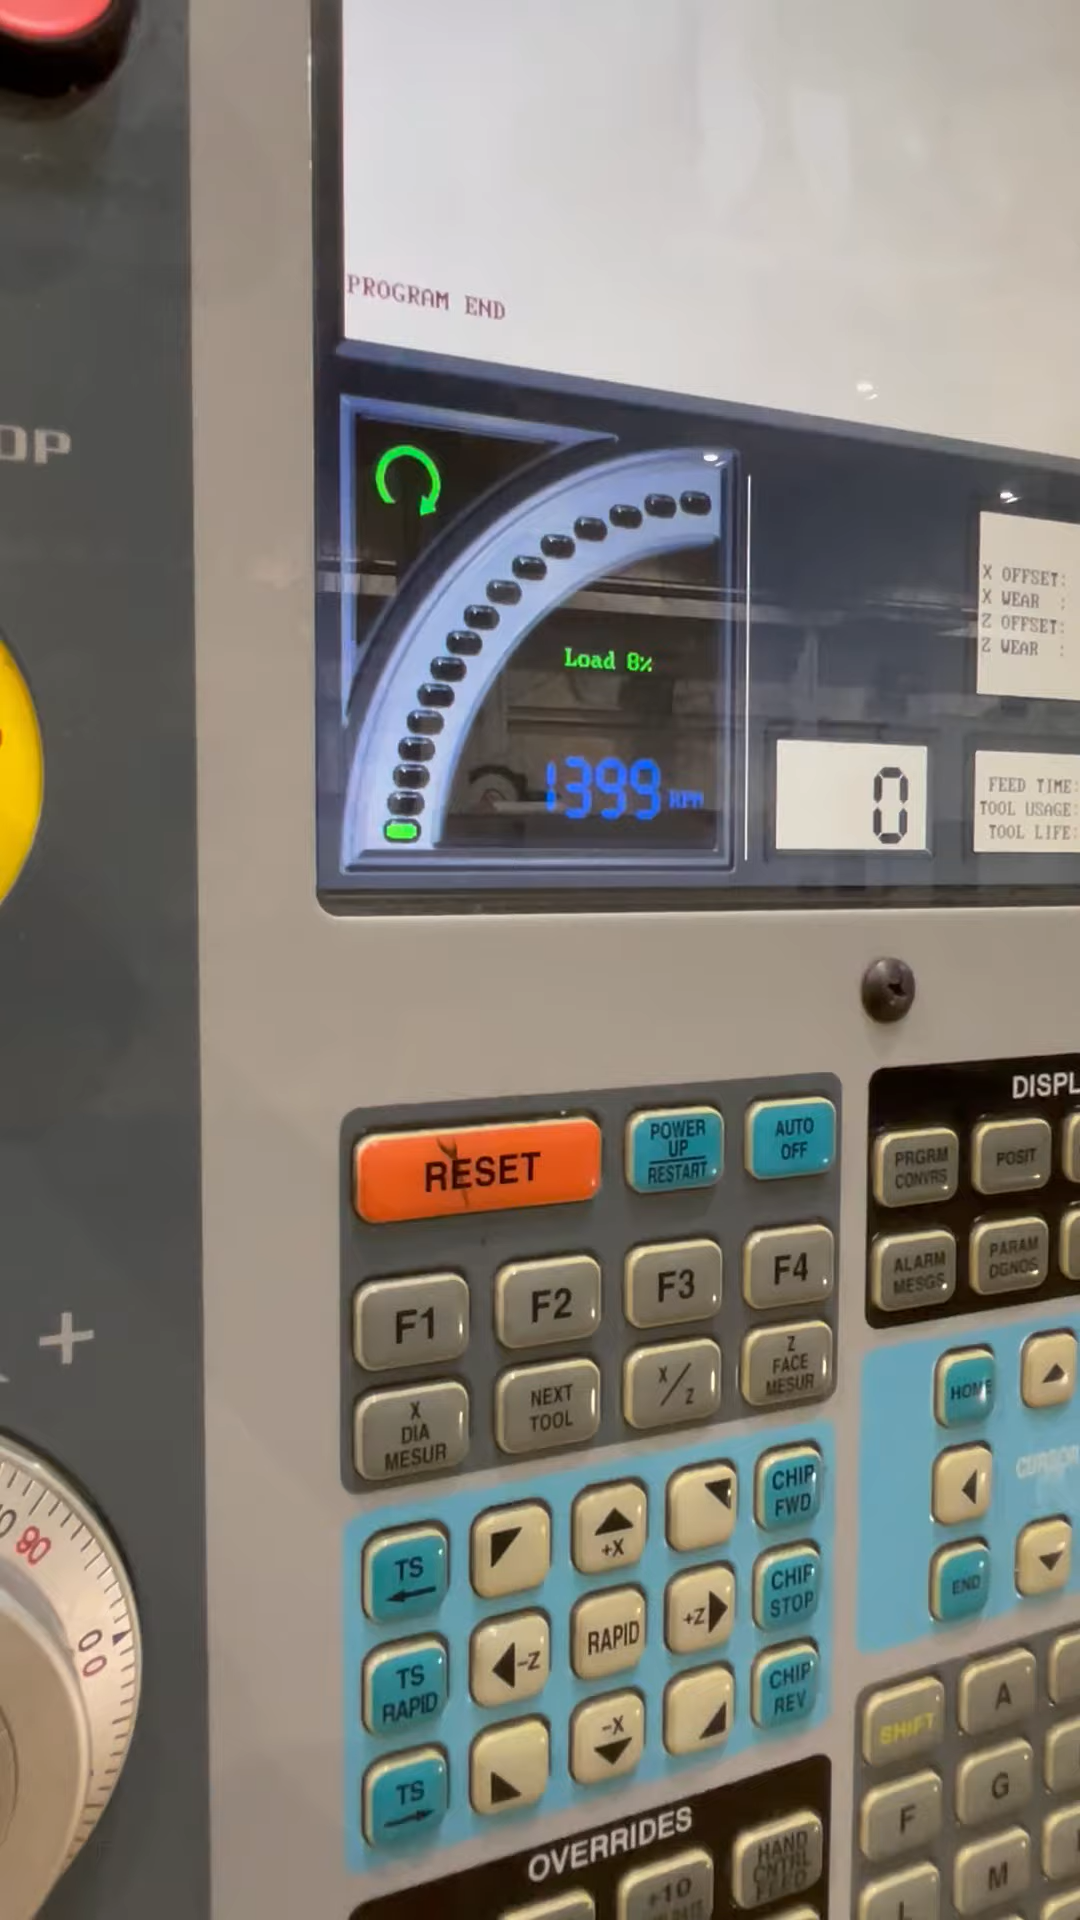 PROGRAM END
OP
Load 8%
1399 RPM
X OFFSET:
X WEAR :
Z OFFSET:
Z WEAR :
0
FEED TIME:
TOOL USAGE:
TOOL LIFE:
DISPL
RESET
POWER
UP
RESTART
AUTO
OFF
PRGRM
CONVRS
POSIT
ALARM
MESGS
PARAM
DGNOS
F1
F2
F3
F4
X
DIA
MESUR
NEXT
TOOL
X/Z
Z
FACE
MESUR
+
HOME
CURSOR
END
TS
+X
CHIP
FWD
TS
RAPID
-Z
RAPID
+Z
CHIP
STOP
TS
-X
CHIP
REV
90
00
SHIFT
A
F
G
M
L
OVERRIDES
+10
HAND
CNTRL
FEED